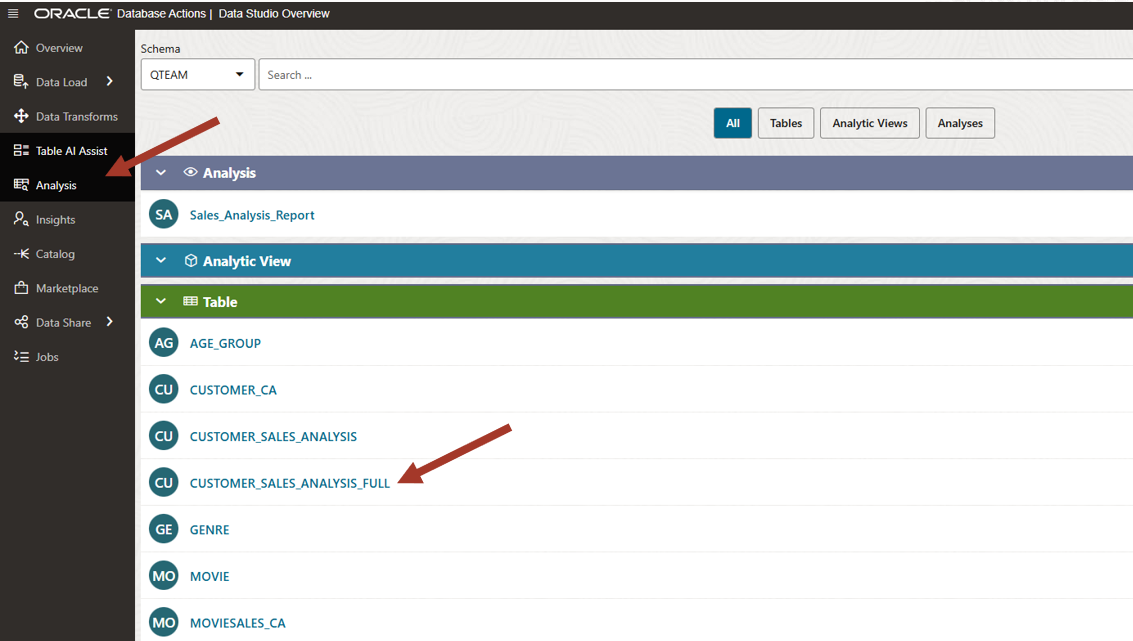 ORACLE Database Actions | Data Studio Overview
Overview
Data Load
Data Transforms
Table AI Assist
Analysis
Insights
Catalog
Marketplace
Data Share
Jobs
Schema
QTEAM
Search ...
All
Tables
Analytic Views
Analyses
Analysis
SA Sales_Analysis_Report
Analytic View
Table
AG AGE_GROUP
CU CUSTOMER_CA
CU CUSTOMER_SALES_ANALYSIS
CU CUSTOMER_SALES_ANALYSIS_FULL
GE GENRE
MO MOVIE
MO MOVIESALES_CA